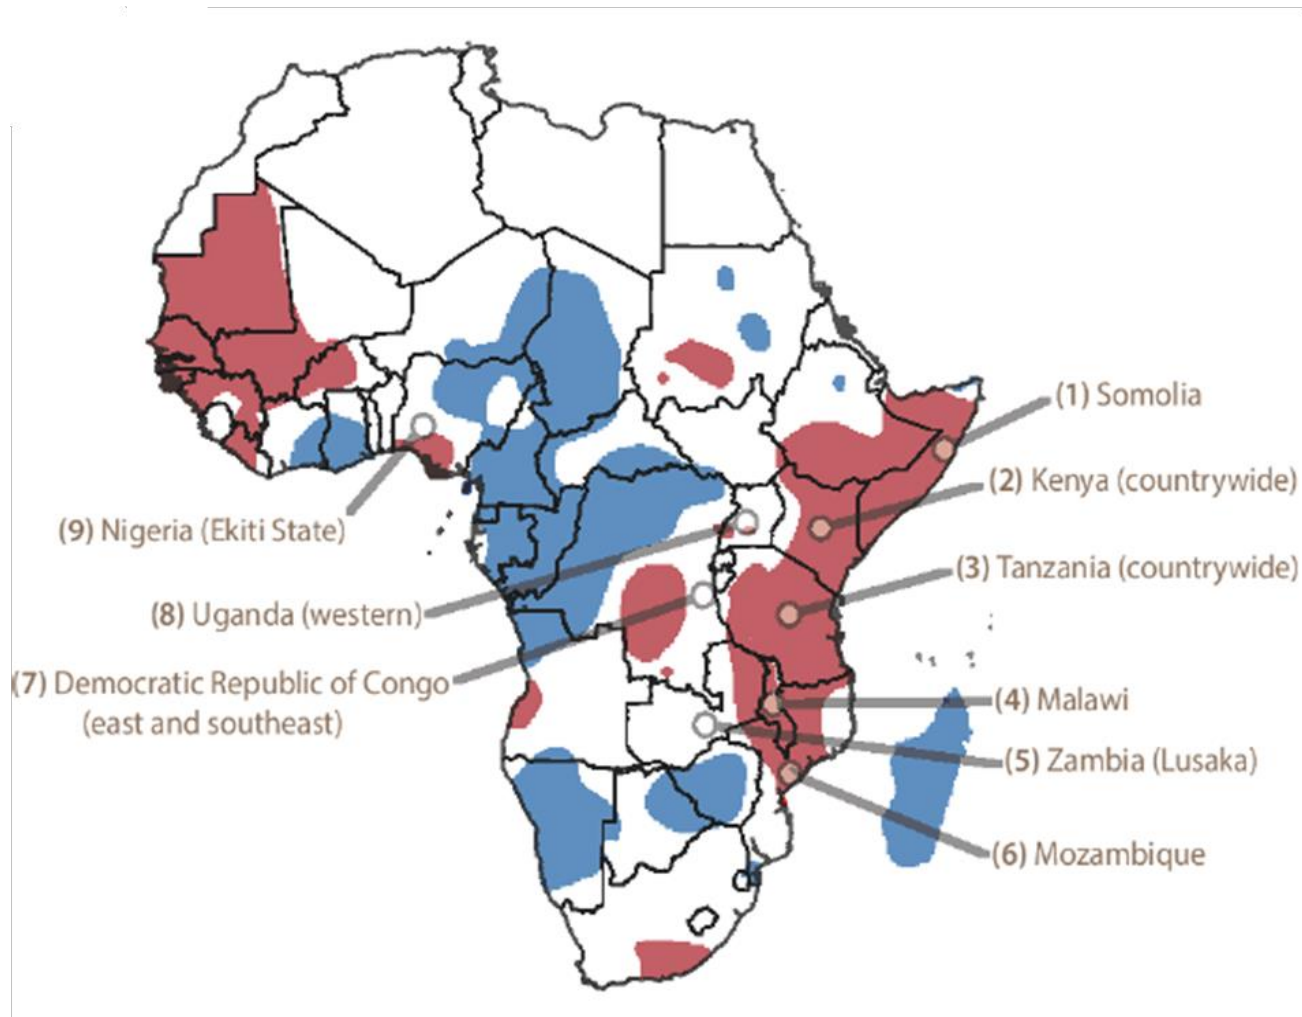 (1) Somolia
(2) Kenya (countrywide)
(3) Tanzania (countrywide)
(4) Malawi
(5) Zambia (Lusaka)
(6) Mozambique
(7) Democratic Republic of Congo
(east and southeast)
(8) Uganda (western)
(9) Nigeria (Ekiti State)